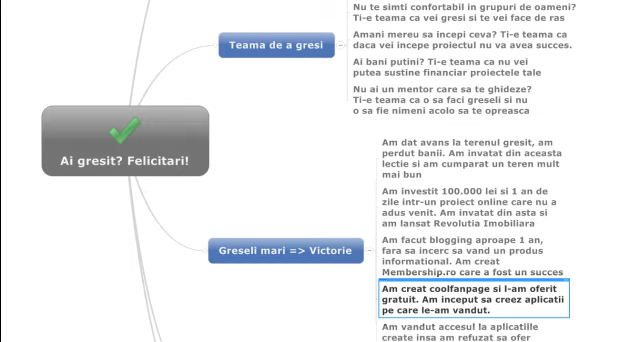 Nu te simti confortabil in grupuri de oameni?
Ti-e teama ca vei gresi si te vei face de ras
Amani mereu sa incepi ceva? Ti-e teama ca
daca vei incepe proiectul nu va avea succes.
Ai bani putini? Ti-e teama ca nu vei
putea sustine financiar proiectele tale
Nu ai un mentor care sa te ghideze?
Ti-e teama ca o sa faci greseli si nu
o sa fie nimeni acolo sa te opreasca
Teama de a gresi
Ai gresit? Felicitari!
Greseli mari => Victorie
Am dat avans la terenul gresit, am
perdut banii. Am invatat din aceasta
lectie si am cumparat un teren mult
mai bun
Am investit 100.000 lei si 1 an de
zile intr-un proiect online care nu a
adus venit. Am invatat din asta si
am lansat Revolutia Imobiliara
Am facut blogging aproape 1 an,
fara sa incerc sa vand un produs
informational. Am creat
Membership.ro care a fost un succes
Am creat coolfanpage si l-am oferit
gratuit. Am inceput sa creez aplicatii
pe care le-am vandut.
Am vandut accesul la aplicatiile
create insa am refuzat sa ofer